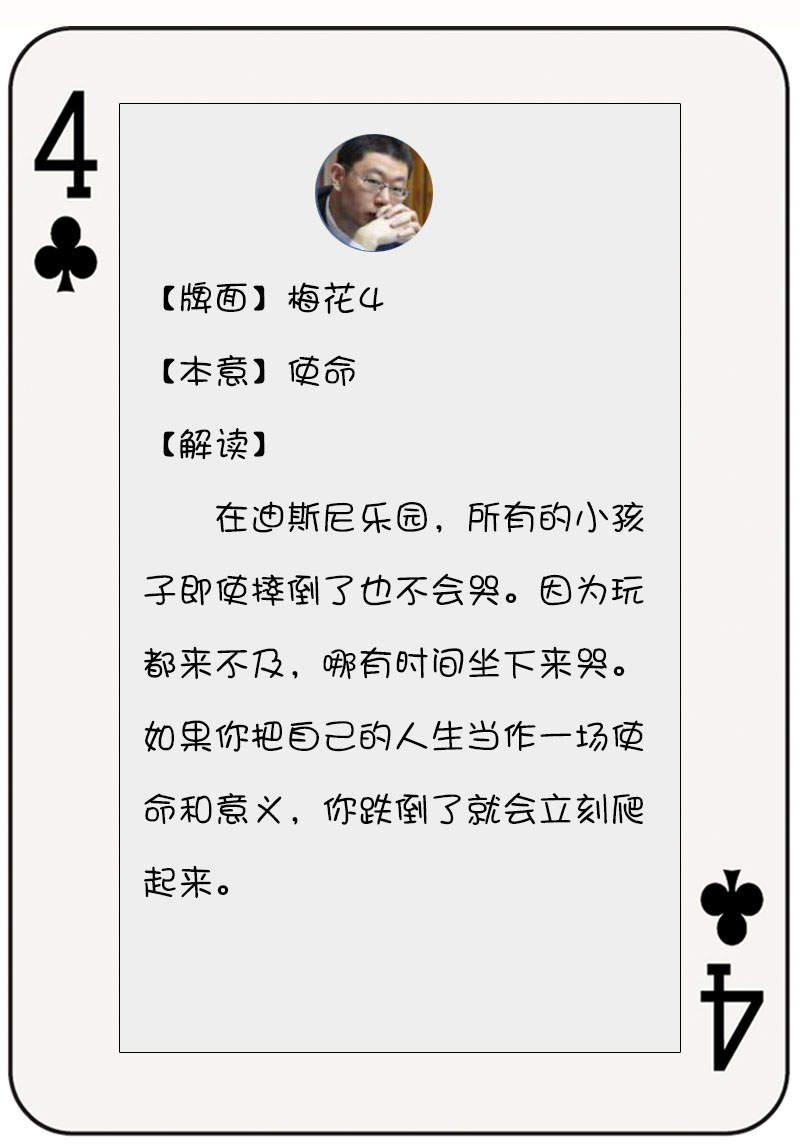 4
【牌面】梅花4
【本意】使命
【解读】
在迪斯尼乐园，所有的小孩
子即使摔倒了也不会哭。因为玩
都来不及，哪有时间坐下来哭。
如果你把自己的人生当作一场使
命和意义，你跌倒了就会立刻爬
起来。
4